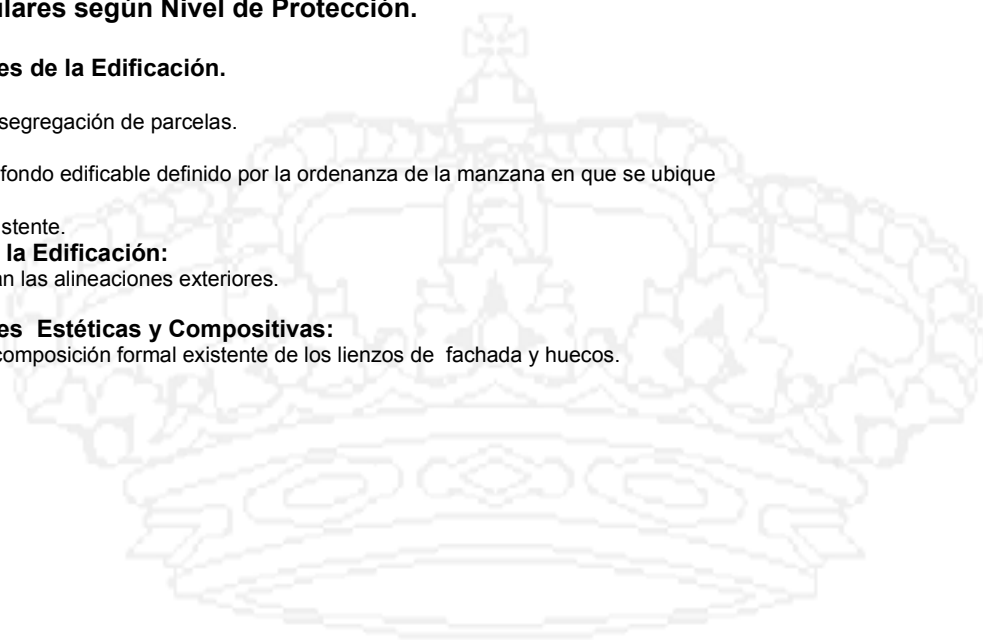 ulares según Nivel de Protección.
es de la Edificación.
segregación de parcelas.
fondo edificable definido por la ordenanza de la manzana en que se ubique
stente.
la Edificación:
an las alineaciones exteriores.
es Estéticas y Compositivas:
composición formal existente de los lienzos de fachada y huecos.